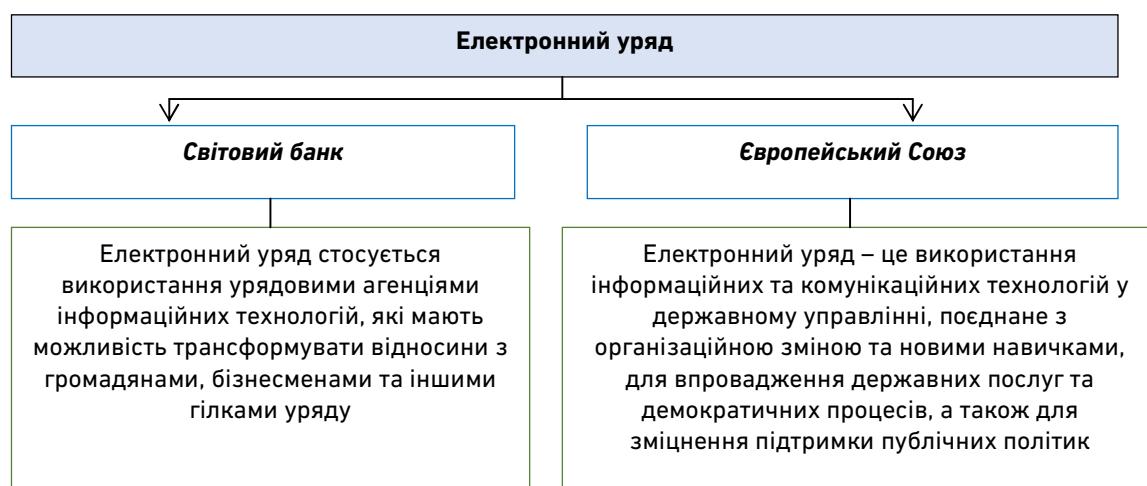 Електронний уряд
Світовий банк
Європейський Союз
Електронний уряд стосується
використання урядовими агенціями
інформаційних технологій, які мають
можливість трансформувати відносини з
громадянами, бізнесменами та іншими
гілками уряду
Електронний уряд – це використання
інформаційних та комунікаційних технологій у
державному управлінні, поєднане з
організаційною зміною та новими навичками,
для впровадження державних послуг та
демократичних процесів, а також для
зміцнення підтримки публічних політик